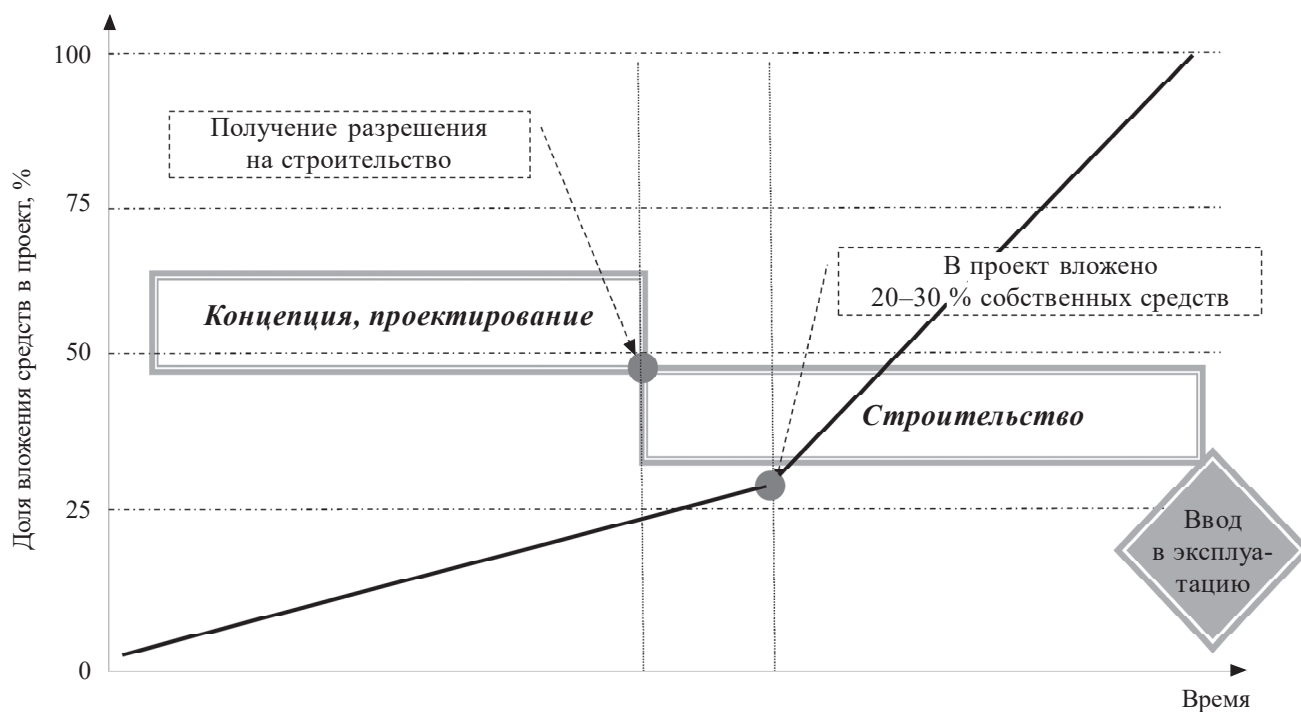 Доля вложения средств в проект, %
100
75
50
25
0
Получение разрешения
на строительство
В проект вложено
20–30 % собственных средств
Концепция, проектирование
Строительство
Ввод
в эксплуа-
тацию
Время